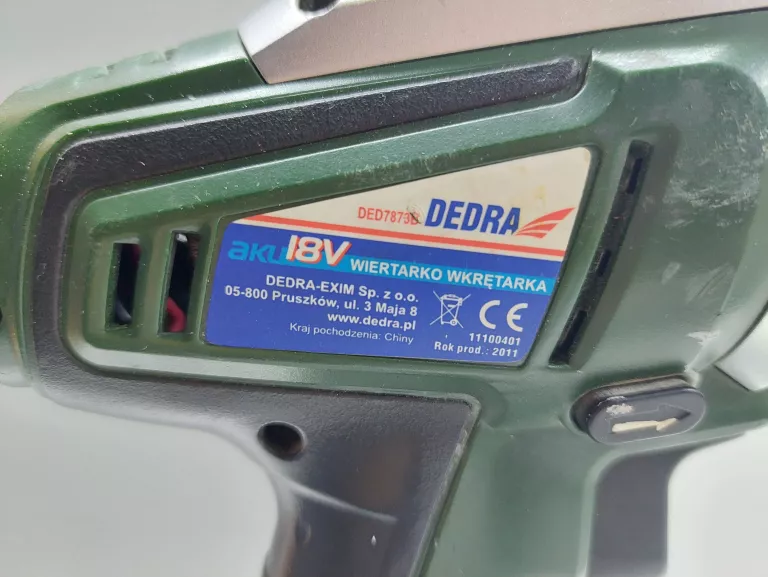 DED7873B DEDRA
aku 18V WIERTARKO WKRĘTARKA
DEDRA-EXIM Sp. z o.o.
05-800 Pruszków, ul. 3 Maja 8
www.dedra.pl
Kraj pochodzenia: Chiny
CE
11100401
Rok prod.: 2011